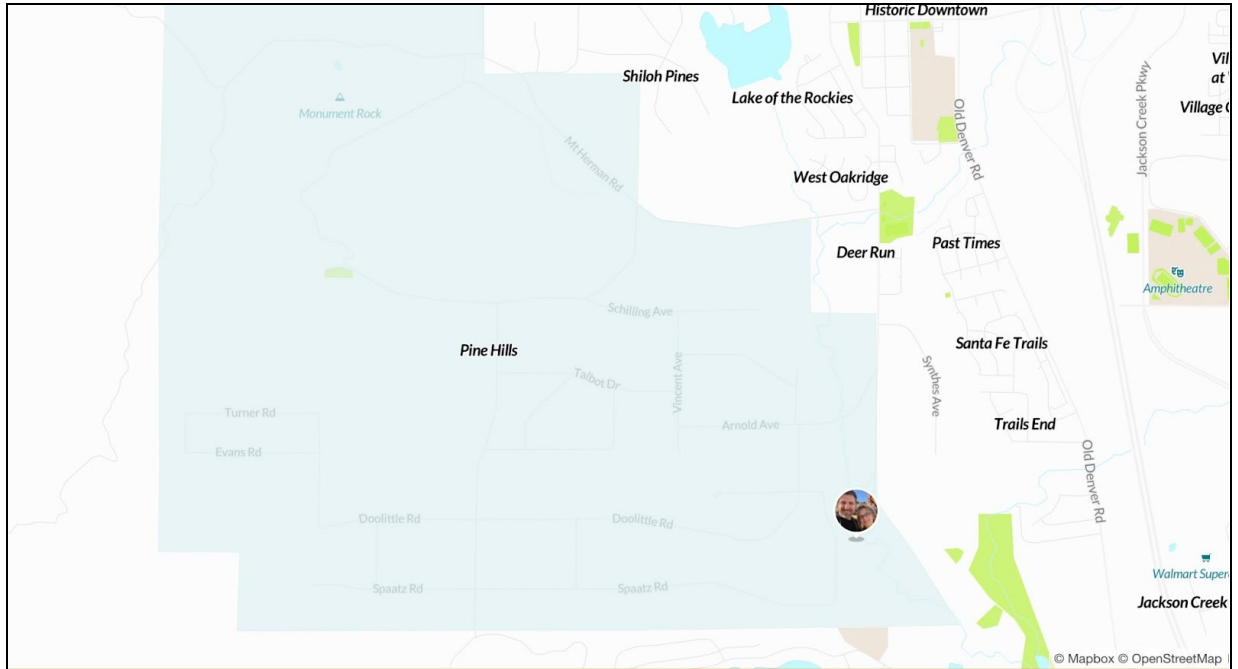 Historic Downtown
Shiloh Pines
Lake of the Rockies
Monument Rock
Mt Herman Rd
Old Denver Rd
Jackson Creek Pkwy
Vil
at
Village
West Oakridge
Past Times
Deer Run
Amphitheatre
Schilling Ave
Pine Hills
Santa Fe Trails
Talbot Dr
Vincent Ave
Synthes Ave
Turner Rd
Arnold Ave
Trails End
Evans Rd
Old Denver Rd
Doolittle Rd
Doolittle Rd
Spaatz Rd
Spaatz Rd
Walmart Super
Jackson Creek
© Mapbox © OpenStreetMap